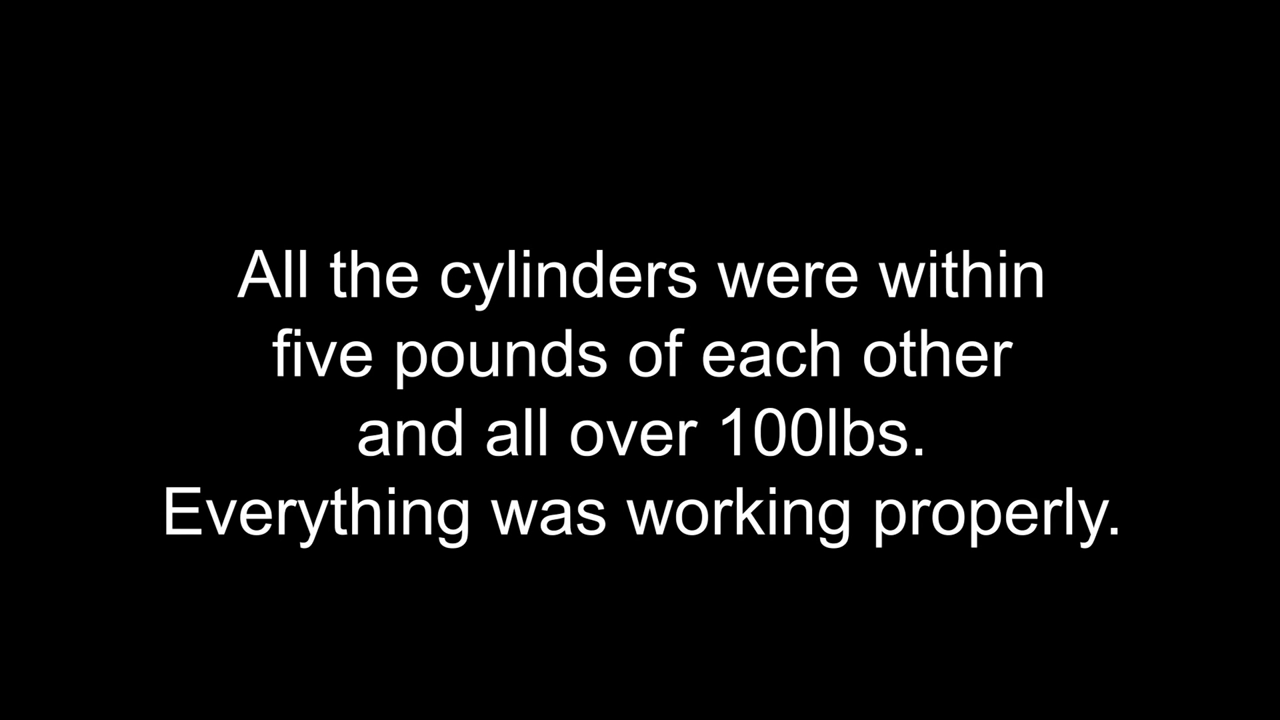 All the cylinders were within
five pounds of each other
and all over 100lbs.
Everything was working properly.